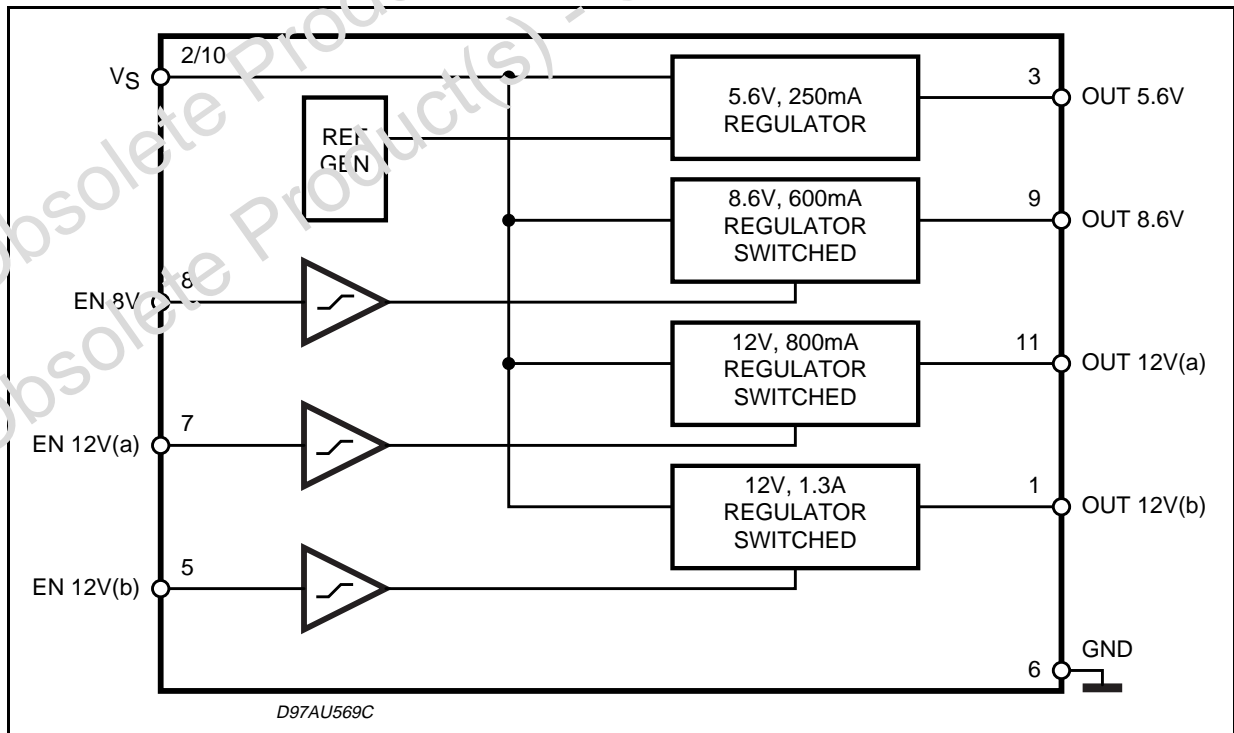 Obsolete Product(s) -
Obsolete Product(s) -
2/10
VS
REF
GEN
5.6V, 250mA
REGULATOR
3
OUT 5.6V
8.6V, 600mA
REGULATOR
SWITCHED
9
OUT 8.6V
8
EN 8V
12V, 800mA
REGULATOR
SWITCHED
11
OUT 12V(a)
7
EN 12V(a)
12V, 1.3A
REGULATOR
SWITCHED
1
OUT 12V(b)
5
EN 12V(b)
GND
6
D97AU569C